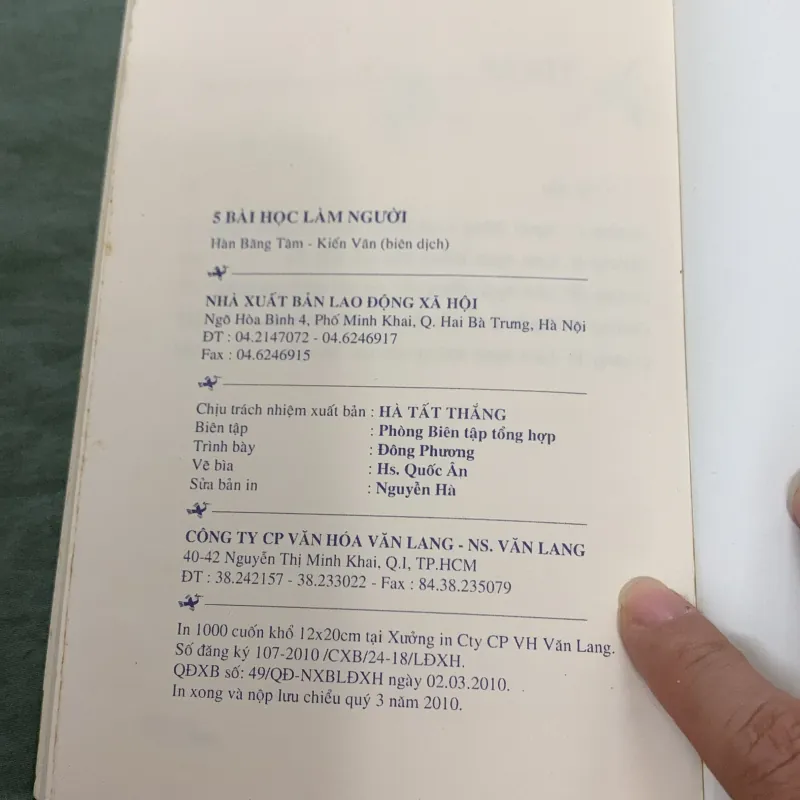 5 BÀI HỌC LÀM NGƯỜI
Hàn Băng Tâm - Kiến Văn (biên dịch)
NHÀ XUẤT BẢN LAO ĐỘNG XÃ HỘI
Ngõ Hòa Bình 4, Phố Minh Khai, Q. Hai Bà Trưng, Hà Nội
ĐT : 04.2147072 - 04.6246917
Fax : 04.6246915
Chịu trách nhiệm xuất bản : HÀ TẤT THẮNG
Biên tập : Phòng Biên tập tổng hợp
Trình bày : Đông Phương
Vẽ bìa : Hs. Quốc Ân
Sửa bản in : Nguyễn Hà
CÔNG TY CP VĂN HÓA VĂN LANG - NS. VĂN LANG
40-42 Nguyễn Thị Minh Khai, Q.I, TP.HCM
ĐT : 38.242157 - 38.233022 - Fax : 84.38.235079
In 1000 cuốn khổ 12x20cm tại Xưởng in Cty CP VH Văn Lang.
Số đăng ký 107-2010 /CXB/24-18/LĐXH.
QĐXB số: 49/QĐ-NXBLĐXH ngày 02.03.2010.
In xong và nộp lưu chiểu quý 3 năm 2010.